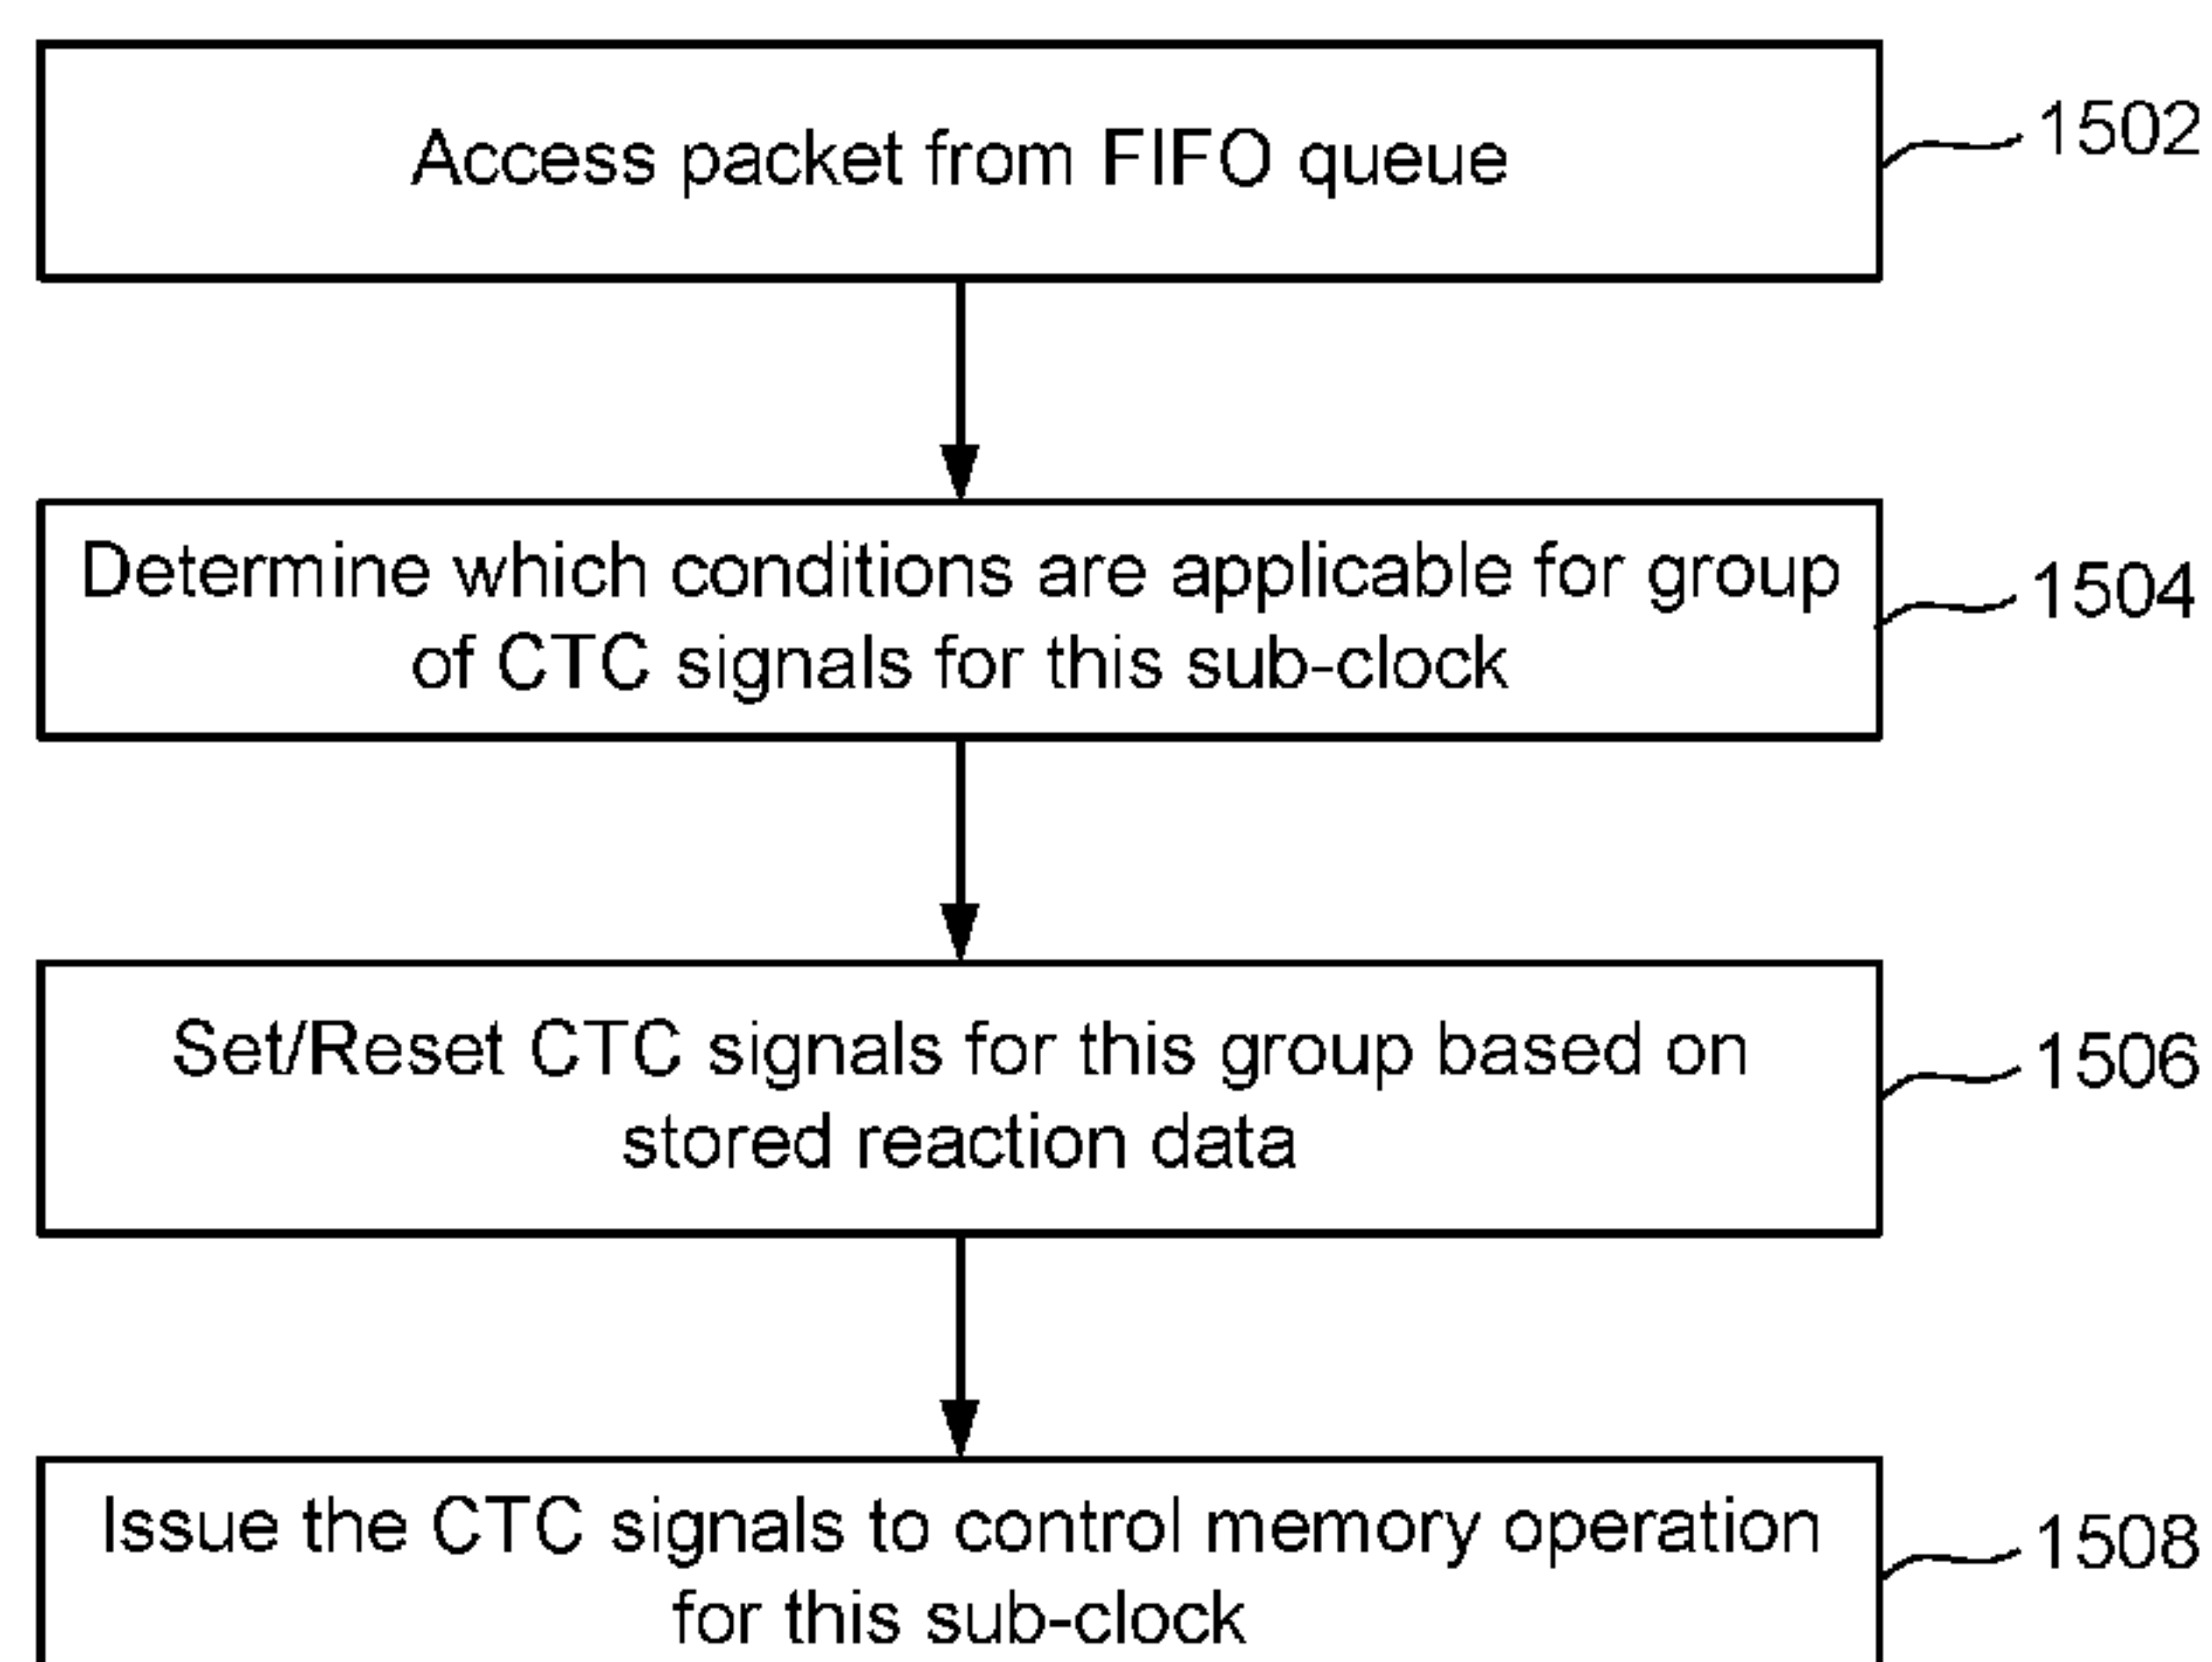 Access packet from FIFO queue
1502
Determine which conditions are applicable for group
of CTC signals for this sub-clock
1504
Set/Reset CTC signals for this group based on
stored reaction data
1506
Issue the CTC signals to control memory operation
for this sub-clock
1508